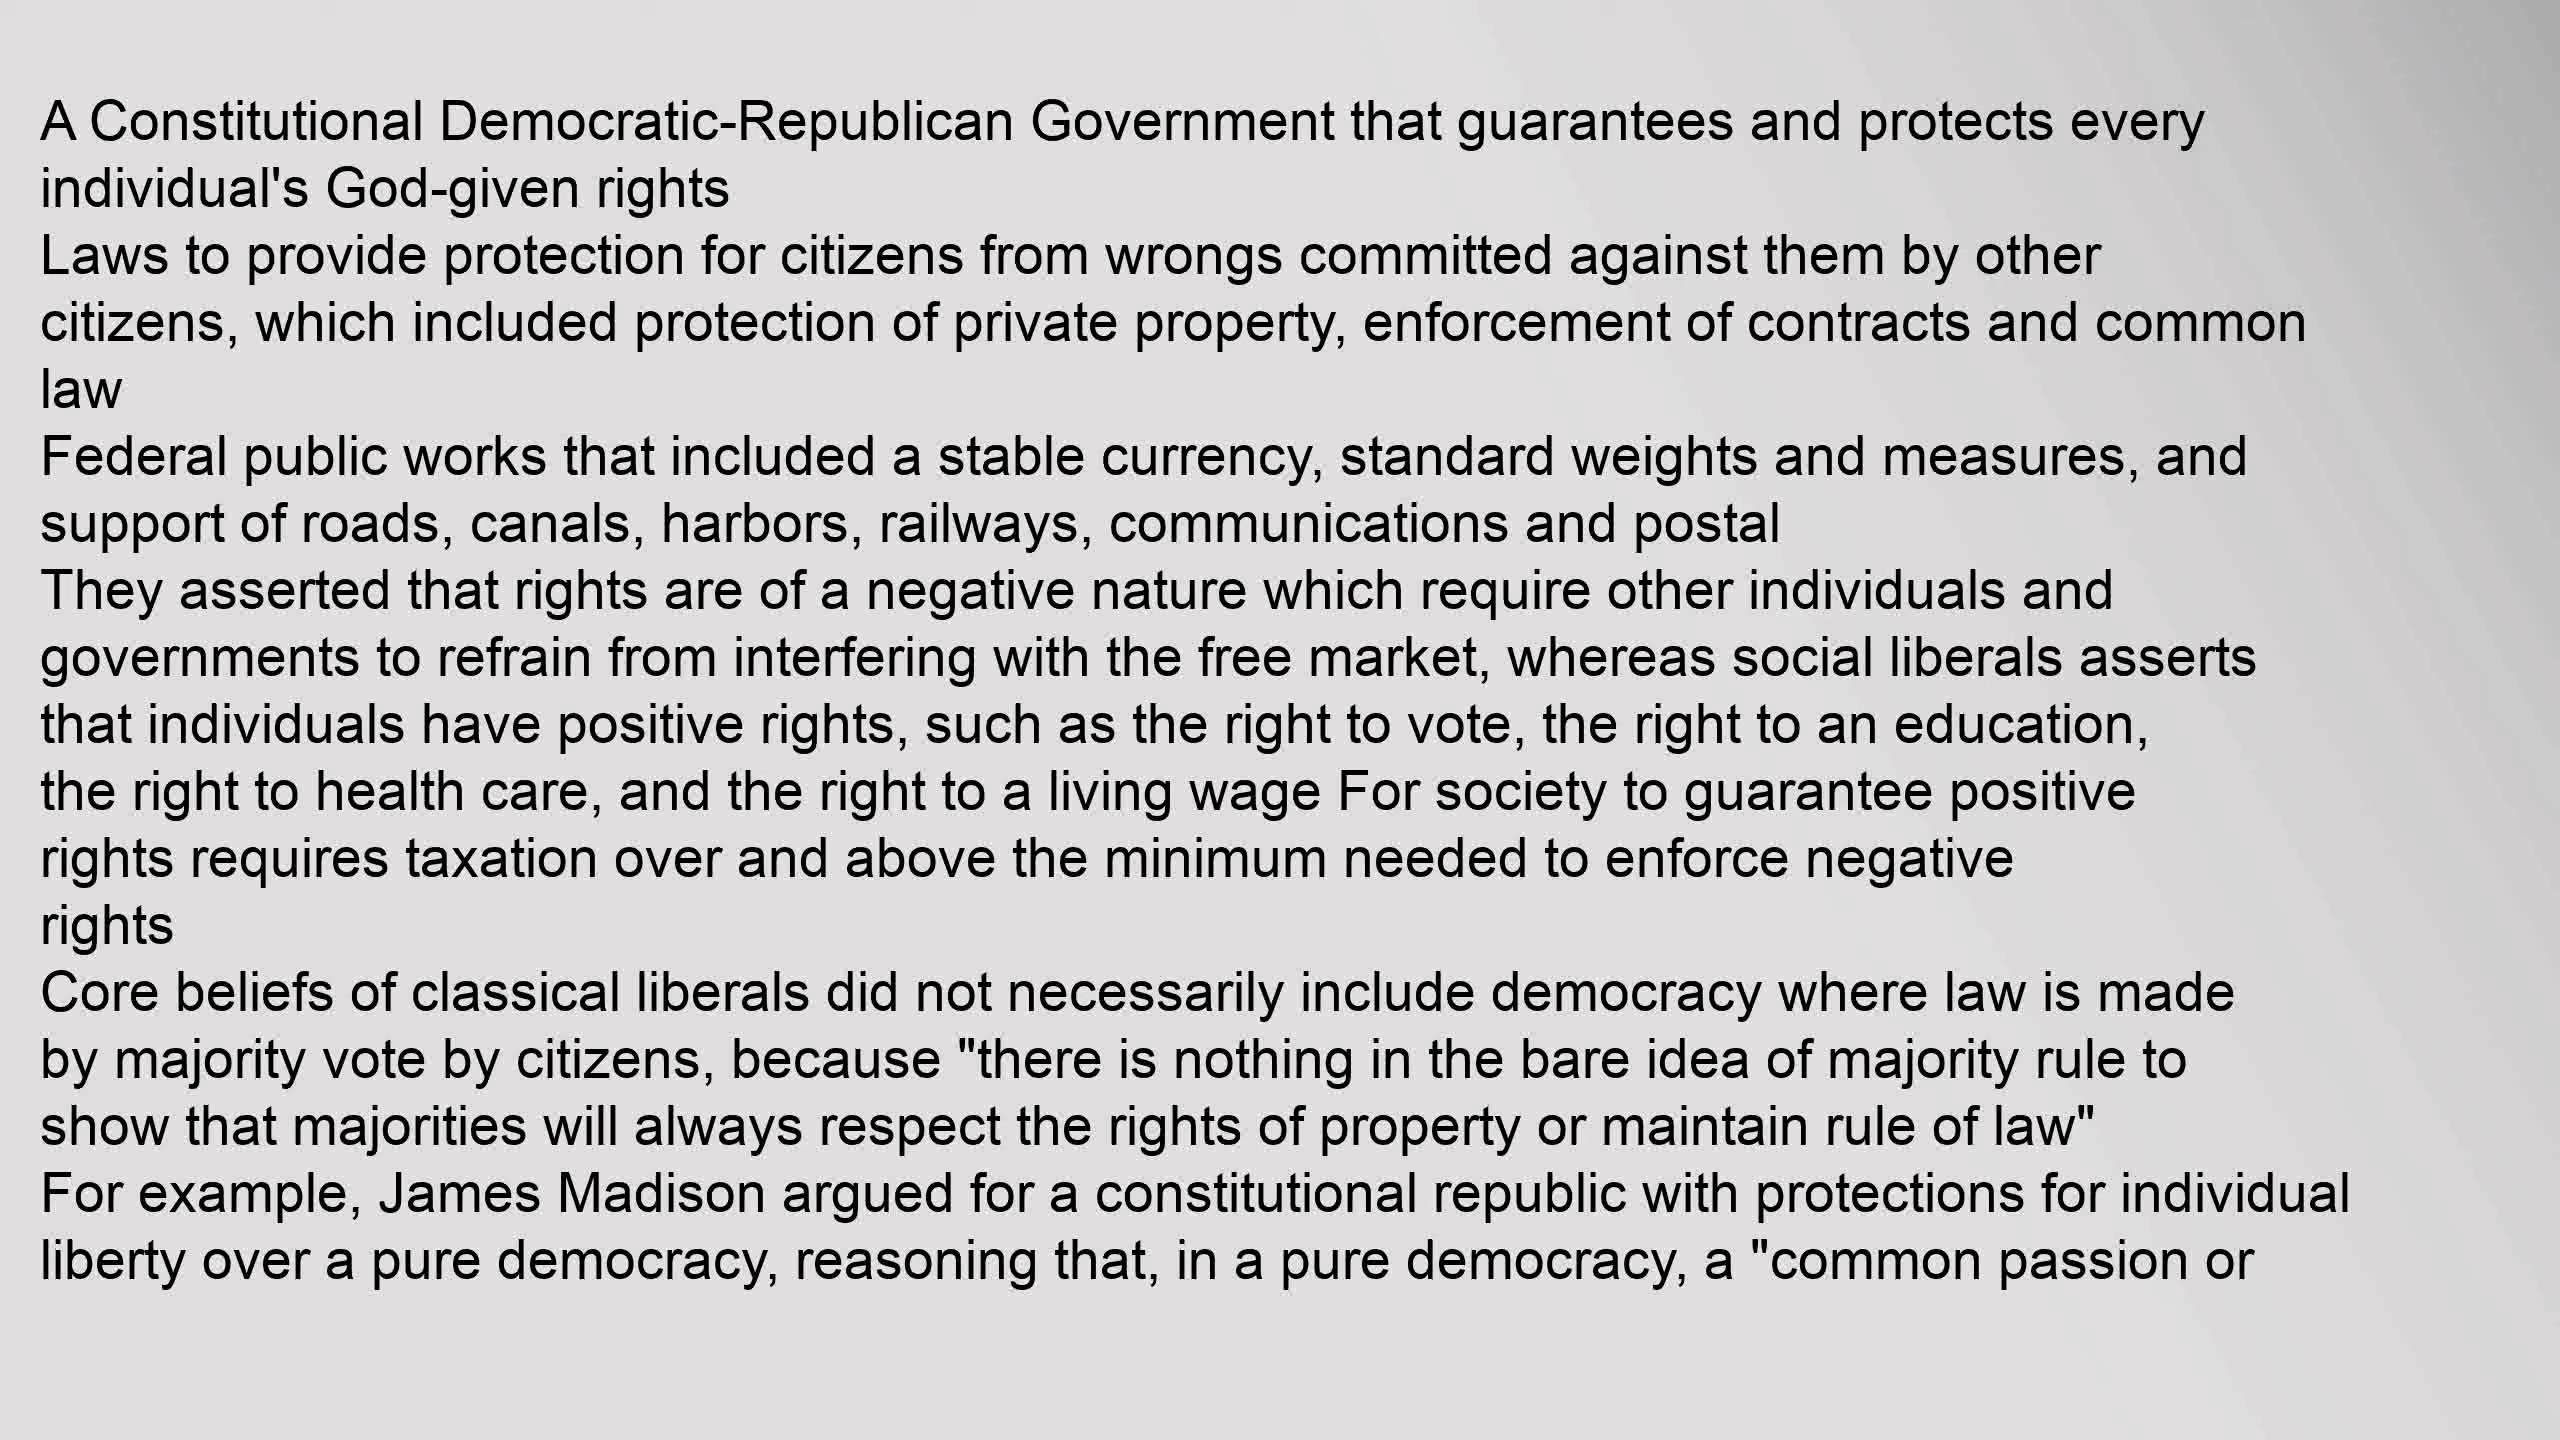 A Constitutional Democratic-Republican Government that guarantees and protects every
individual's God-given rights
Laws to provide protection for citizens from wrongs committed against them by other
citizens, which included protection of private property, enforcement of contracts and common
law
Federal public works that included a stable currency, standard weights and measures, and
support of roads, canals, harbors, railways, communications and postal
They asserted that rights are of a negative nature which require other individuals and
governments to refrain from interfering with the free market, whereas social liberals asserts
that individuals have positive rights, such as the right to vote, the right to an education,
the right to health care, and the right to a living wage For society to guarantee positive
rights requires taxation over and above the minimum needed to enforce negative
rights
Core beliefs of classical liberals did not necessarily include democracy where law is made
by majority vote by citizens, because "there is nothing in the bare idea of majority rule to
show that majorities will always respect the rights of property or maintain rule of law"
For example, James Madison argued for a constitutional republic with protections for individual
liberty over a pure democracy, reasoning that, in a pure democracy, a "common passion or